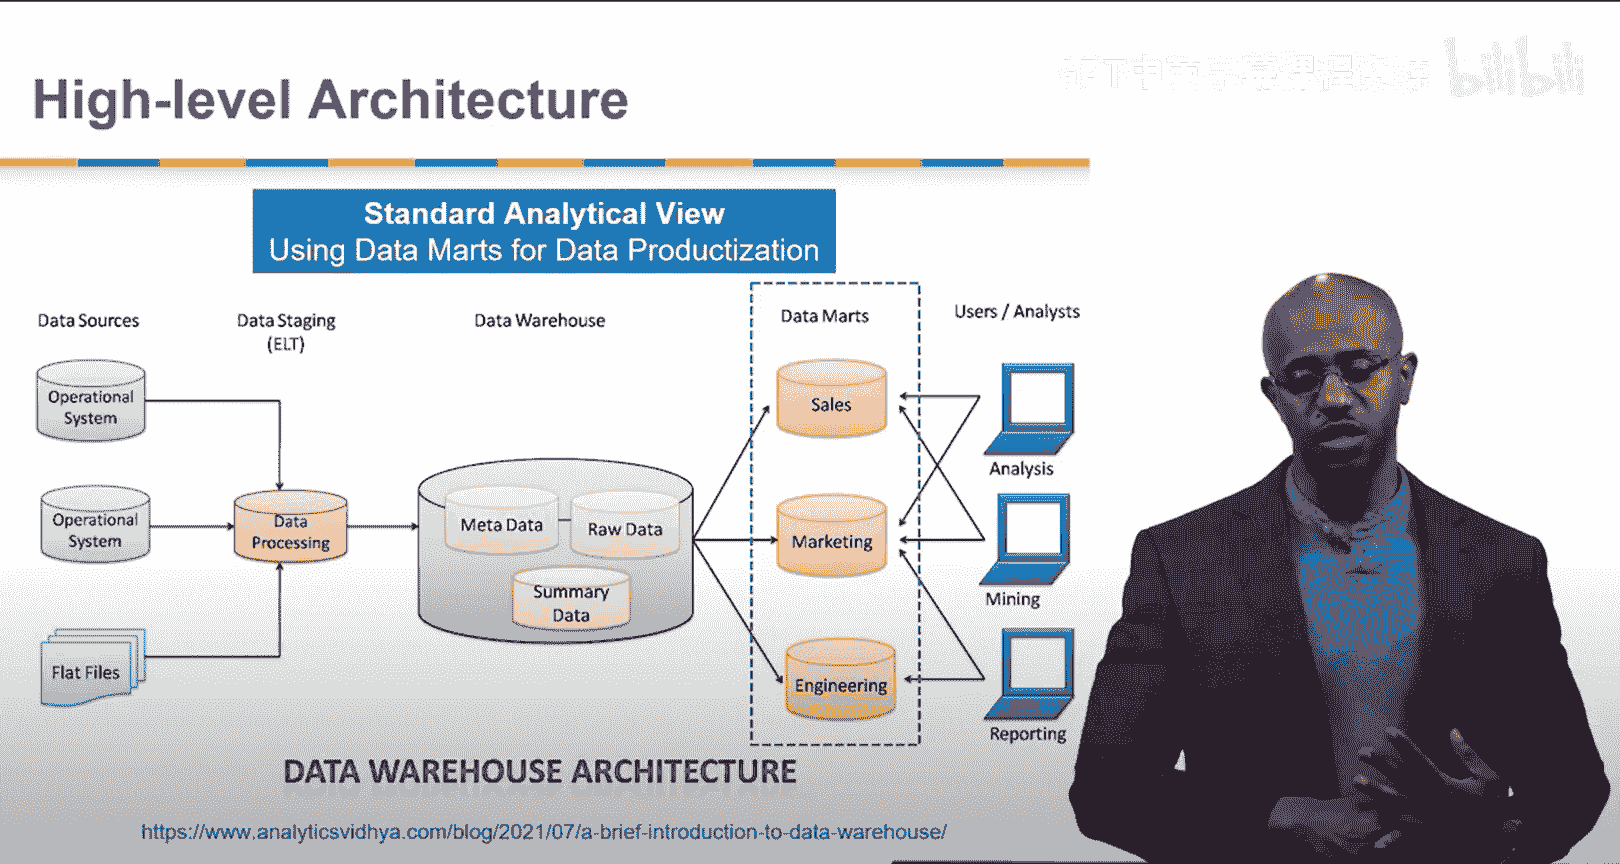 bilibili
High-level Architecture
Standard Analytical View
Using Data Marts for Data Productization
Data Sources
Data Staging
(ELT)
Data Warehouse
Data Marts
Users / Analysts
Operational
System
Operational
System
Flat Files
Data
Processing
Meta Data
Raw Data
Summary
Data
Sales
Marketing
Engineering
Analysis
Mining
Reporting
DATA WAREHOUSE ARCHITECTURE
https://www.analyticsvidhya.com/blog/2021/07/a-brief-introduction-to-data-warehouse/